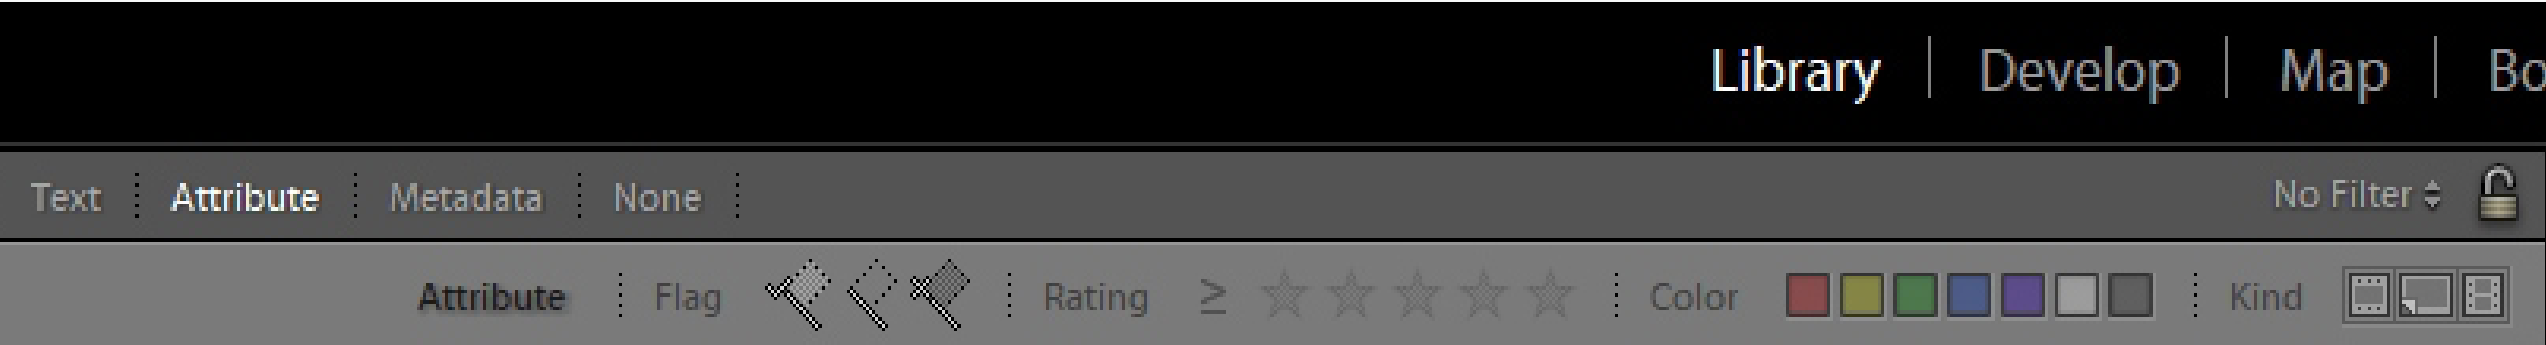 Library Develop Map Bo
Text Attribute Metadata None No Filter
Attribute Flag Rating ≥ Color Kind